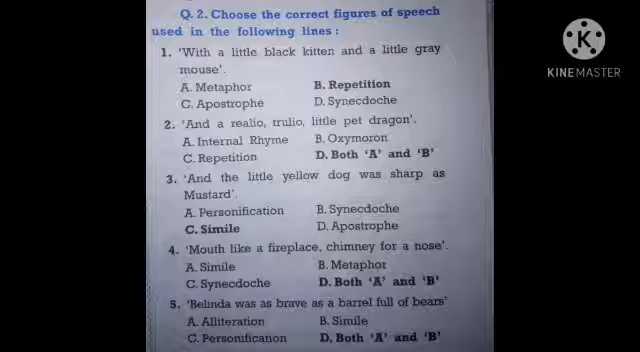 Q. 2. Choose the correct figures of speech
used in the following lines :
1. 'With a little black kitten and a little gray
mouse'.
A. Metaphor B. Repetition
C. Apostrophe D. Synecdoche
2. 'And a realio, trulio, little pet dragon'.
A. Internal Rhyme B. Oxymoron
C. Repetition D. Both 'A' and 'B'
3. 'And the little yellow dog was sharp as
Mustard'.
A. Personification B. Synecdoche
C. Simile D. Apostrophe
4. 'Mouth like a fireplace, chimney for a nose'.
A. Simile B. Metaphor
C. Synecdoche D. Both 'A' and 'B'
5. 'Belinda was as brave as a barrel full of bears'
A. Alliteration B. Simile
C. Personification D. Both 'A' and 'B'
K
KINEMASTER